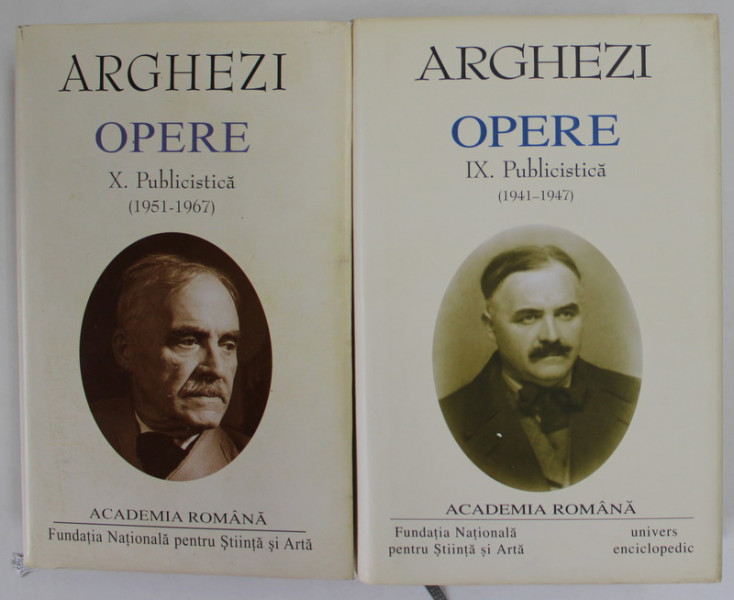 ARGHEZI
OPERE
X. Publicistică
(1951-1967)
ACADEMIA ROMÂNĂ
Fundația Națională pentru Știință și Artă
ARGHEZI
OPERE
IX. Publicistică
(1941–1947)
ACADEMIA ROMÂNĂ
Fundația Națională
pentru Știință și Artă
univers
enciclopedic